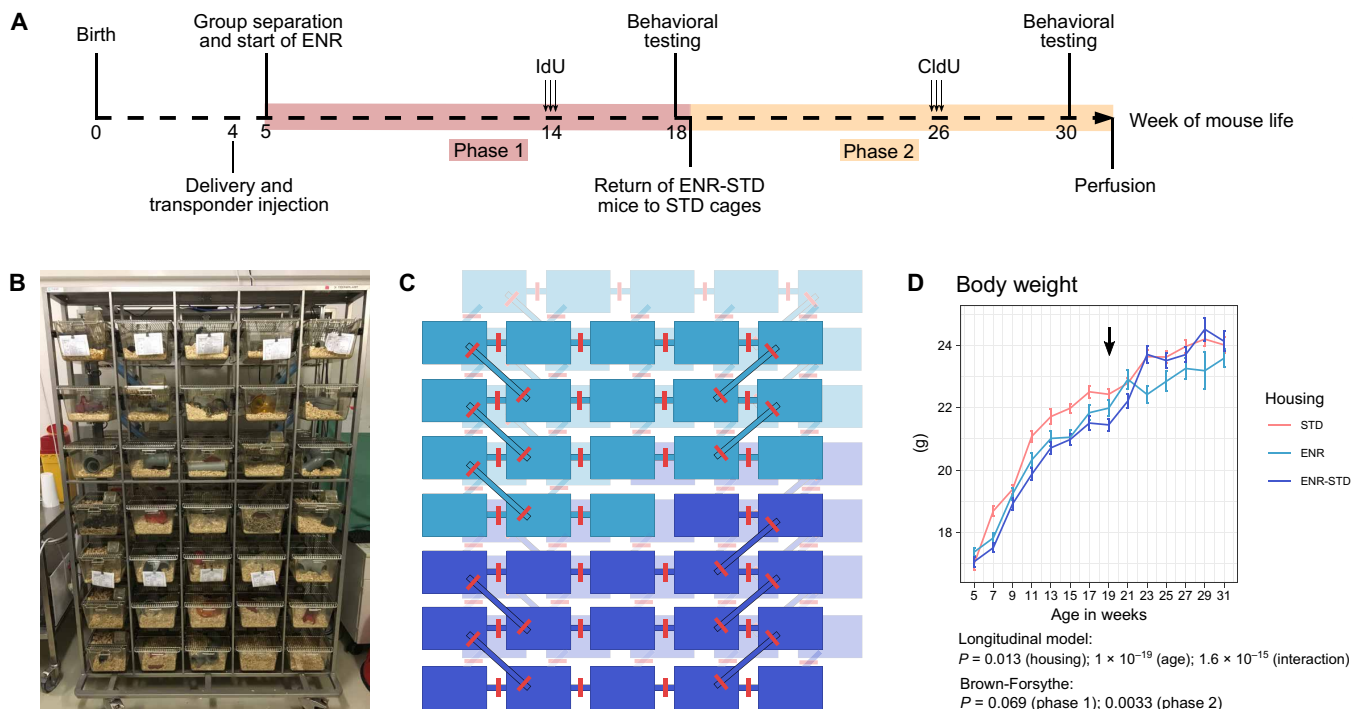 A
Birth
Group separation
and start of ENR
IdU
Behavioral
testing
CldU
Behavioral
testing
0
4
5
14
18
26
30
Week of mouse life
Phase 1
Phase 2
Delivery and
transponder injection
Return of ENR-STD
mice to STD cages
Perfusion
B
C
D
Body weight
(g)
24
22
20
18
5 7 9 11 13 15 17 19 21 23 25 27 29 31
Age in weeks
Housing
STD
ENR
ENR-STD
Longitudinal model:
P = 0.013 (housing); 1 × 10⁻¹⁹ (age); 1.6 × 10⁻¹⁵ (interaction)
Brown-Forsythe:
P = 0.069 (phase 1); 0.0033 (phase 2)